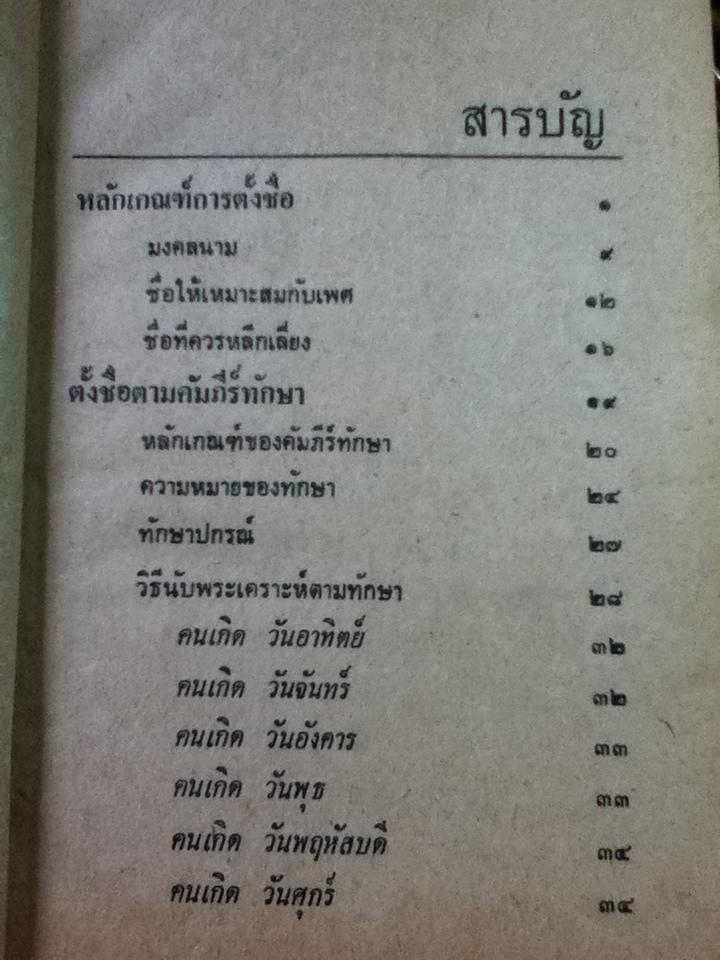 สารบัญ
หลักเกณฑ์การตั้งชื่อ ๑
มงคลนาม ๙
ชื่อให้เหมาะสมกับเพศ ๑๒
ชื่อที่ควรหลีกเลี่ยง ๑๖
ตั้งชื่อตามคัมภีร์ทักษา ๑๙
หลักเกณฑ์ของคัมภีร์ทักษา ๒๐
ความหมายของทักษา ๒๔
ทักษาปกรณ์ ๒๗
วิธีนับพระเคราะห์ตามทักษา ๒๘
คนเกิด วันอาทิตย์ ๓๒
คนเกิด วันจันทร์ ๓๒
คนเกิด วันอังคาร ๓๓
คนเกิด วันพุธ ๓๓
คนเกิด วันพฤหัสบดี ๓๔
คนเกิด วันศุกร์ ๓๔